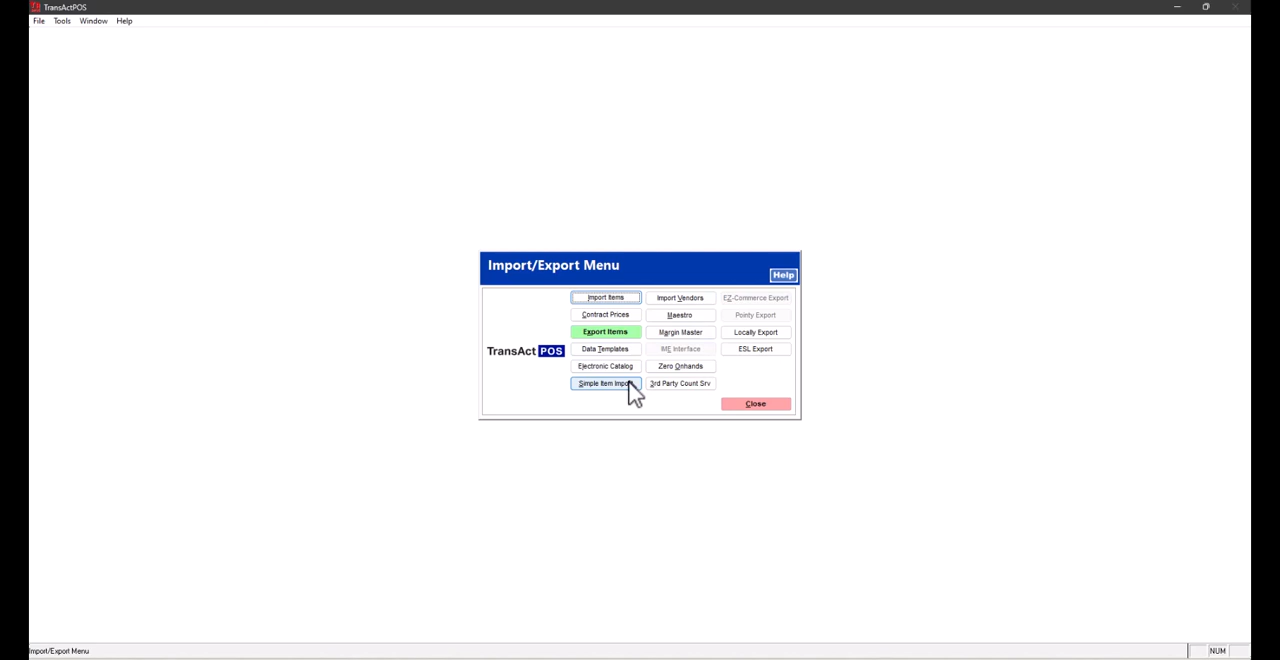 TransActPOS
File Tools Window Help
Import/Export Menu
Help
Import Items Import Vendors EZ-Commerce Export
Contract Prices Maestro Pointy Export
Export Items Margin Master Locally Export
TransAct POS
Data Templates IME Interface ESL Export
Electronic Catalog Zero Onhands
Simple Item Import 3rd Party Count Srv
Close
Import/Export Menu NUM